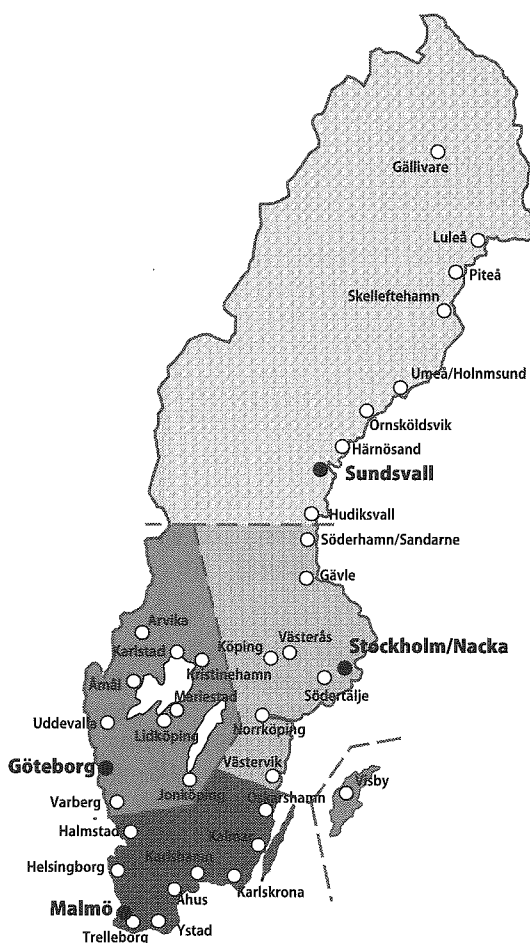 Gällivare
Luleå
Piteå
Skelleftehamn
Umeå/Holnmsund
Örnsköldsvik
Härnösand
Sundsvall
Hudiksvall
Söderhamn/Sandarne
Gävle
Arvika
Karlstad
Köping
Västerås
Stockholm/Nacka
Kristinehamn
Åmål
Mariestad
Södertälje
Uddevalla
Lidköping
Norrköping
Göteborg
Västervik
Visby
Jönköping
Oskarshamn
Varberg
Halmstad
Kalmar
Karlshamn
Helsingborg
Karlskrona
Åhus
Malmö
Ystad
Trelleborg